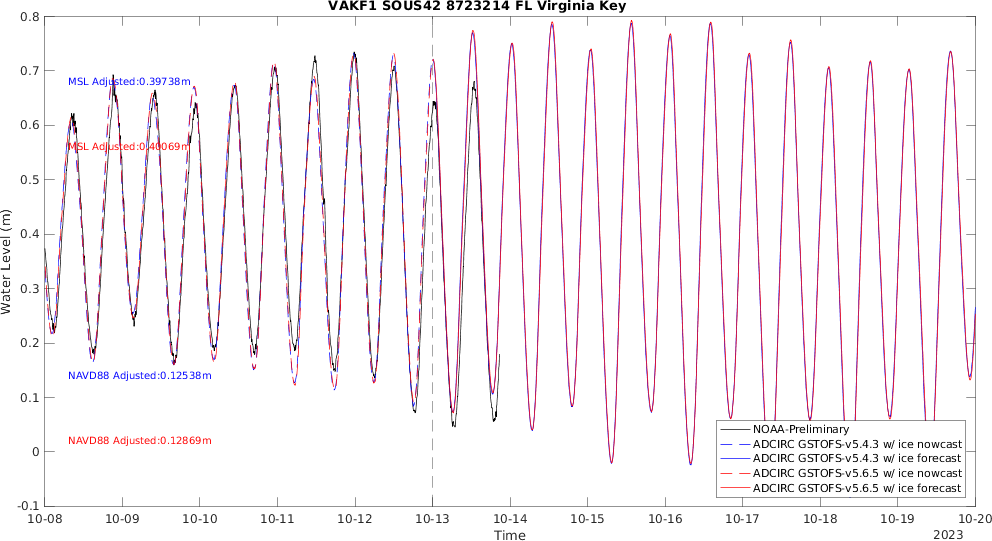 VAKF1 SOUS42 8723214 FL Virginia Key
0.8
0.7
0.6
0.5
0.4
0.3
0.2
0.1
0
-0.1
Water Level (m)
MSL Adjusted:0.39738m
MSL Adjusted:0.40069m
NAVD88 Adjusted:0.12538m
NAVD88 Adjusted:0.12869m
NOAA-Preliminary
ADCIRC GSTOFS-v5.4.3 w/ ice nowcast
ADCIRC GSTOFS-v5.4.3 w/ ice forecast
ADCIRC GSTOFS-v5.6.5 w/ ice nowcast
ADCIRC GSTOFS-v5.6.5 w/ ice forecast
10-08 10-09 10-10 10-11 10-12 10-13 10-14 10-15 10-16 10-17 10-18 10-19 10-20
Time
2023